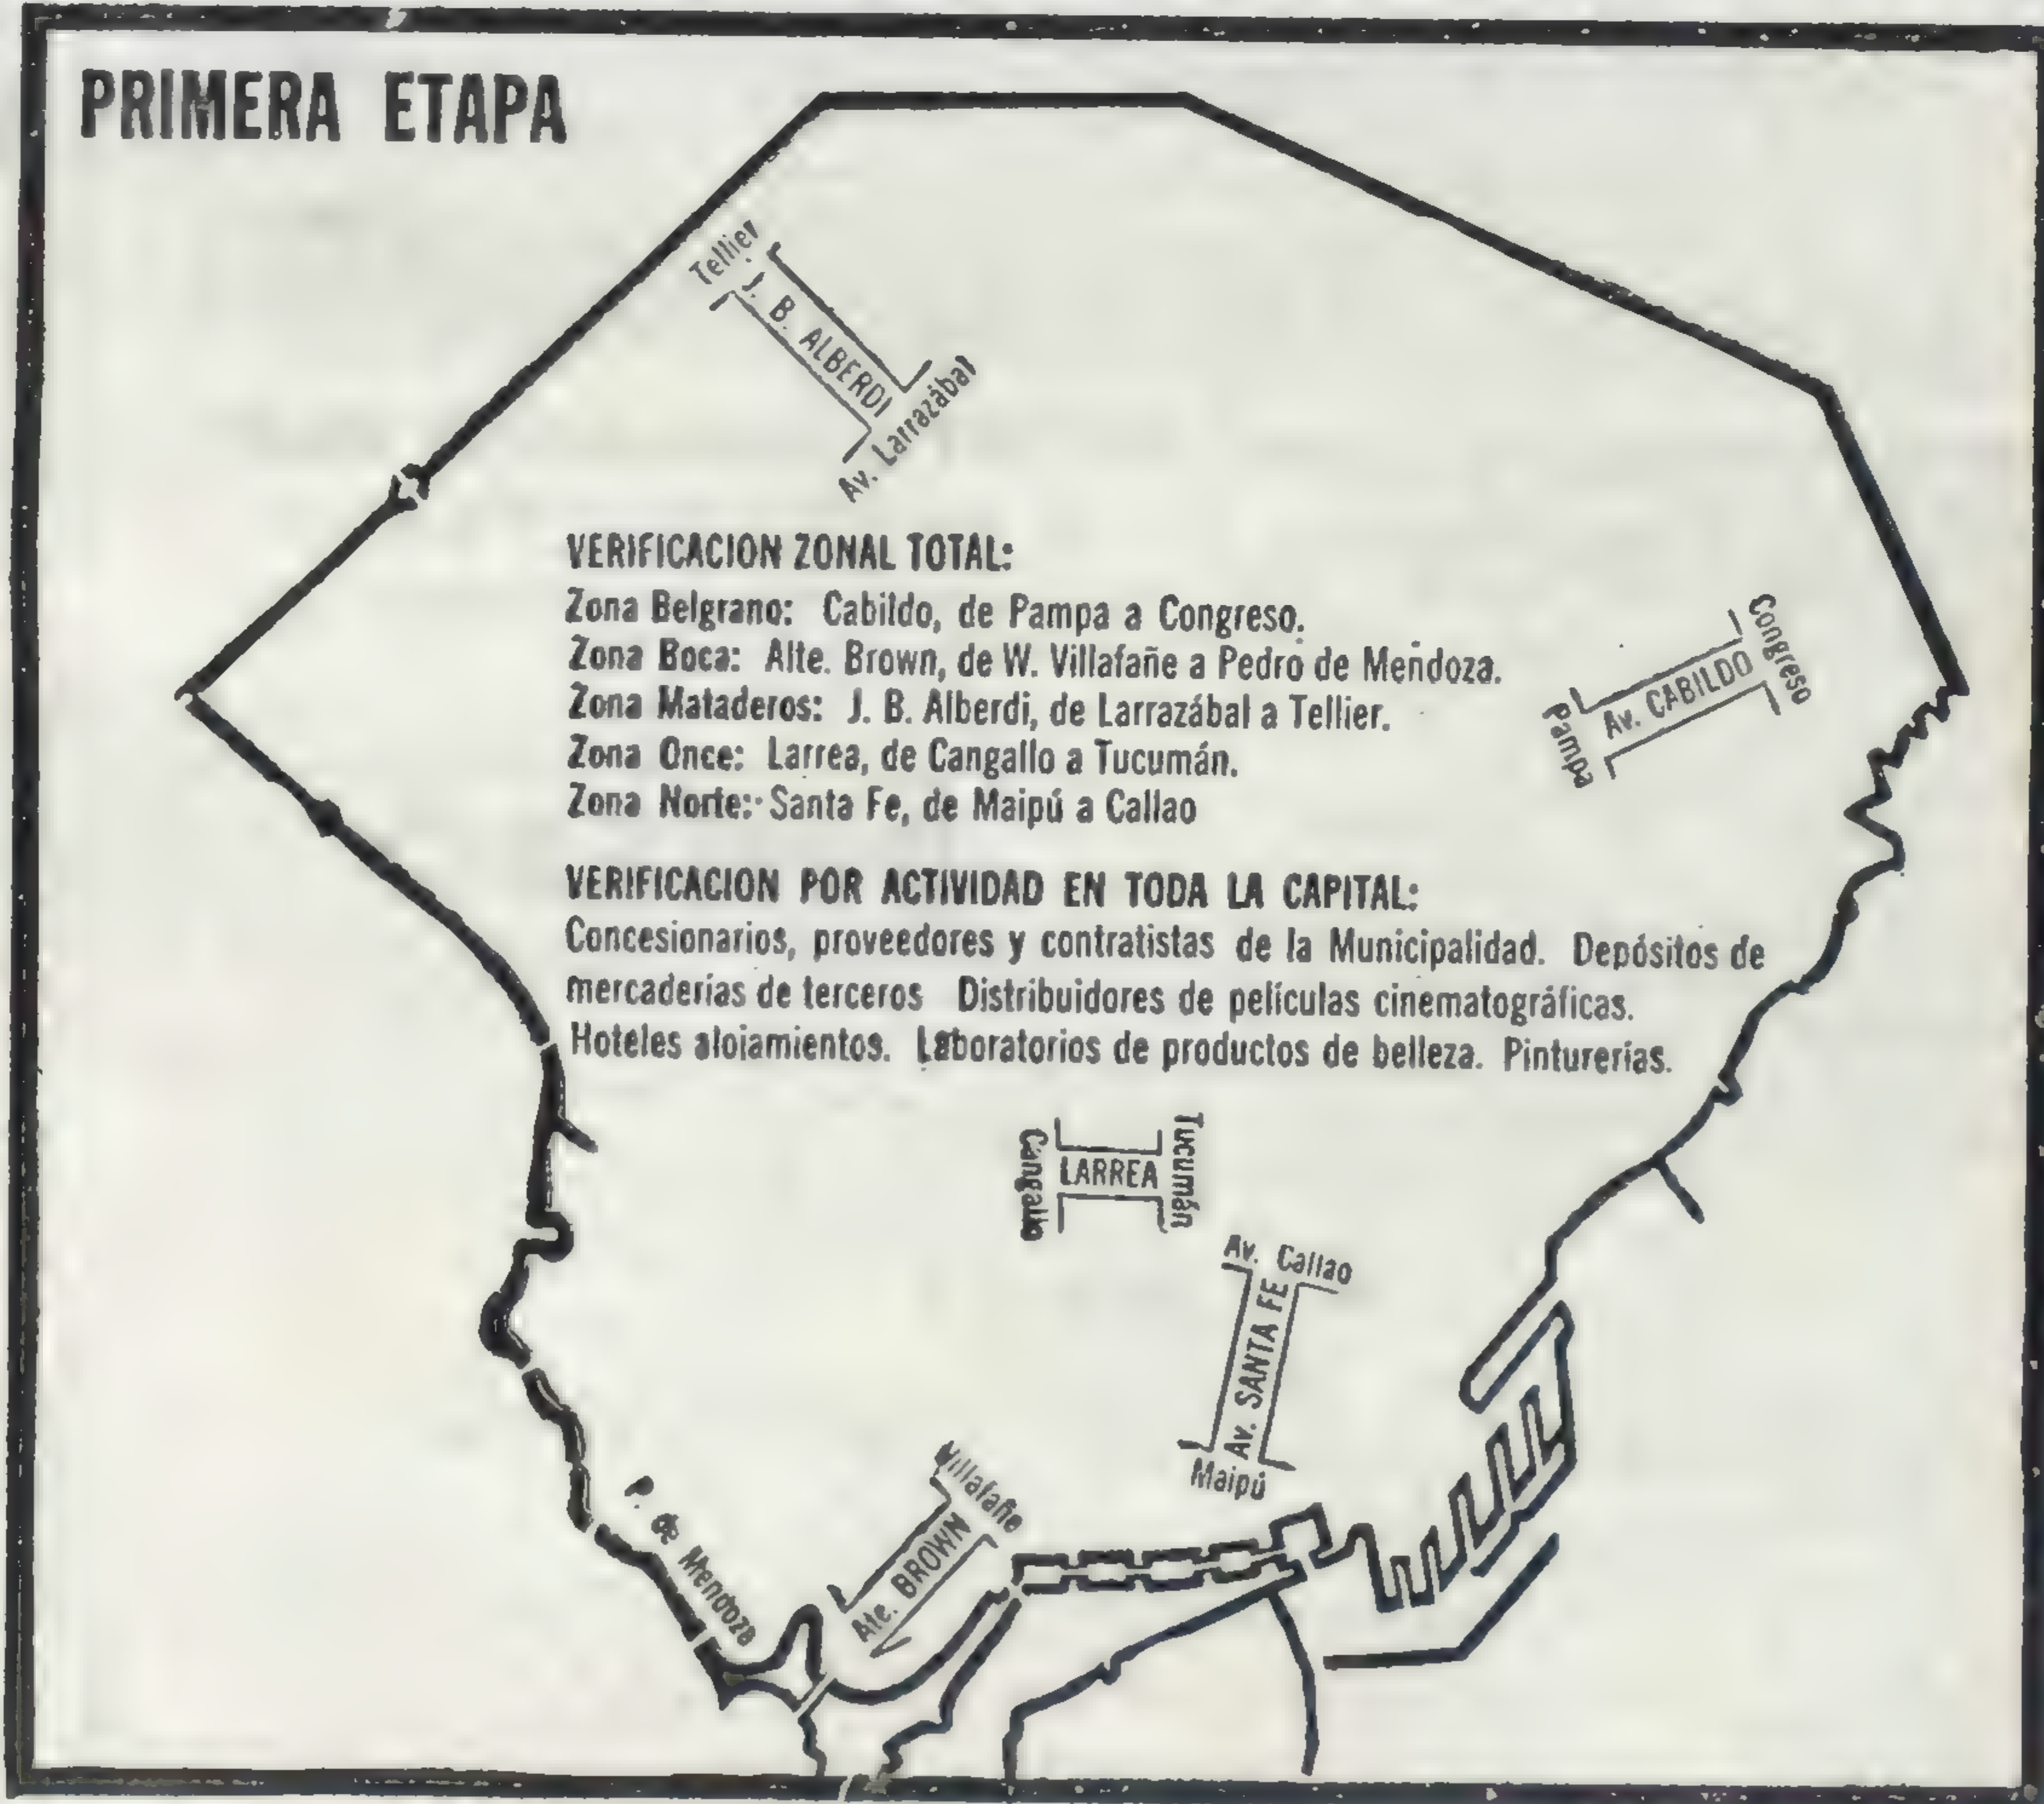 PRIMERA ETAPA
Tellier
J. B. ALBERDI
Av. Larrazábal
VERIFICACION ZONAL TOTAL:
Zona Belgrano: Cabildo, de Pampa a Congreso.
Zona Boca: Alte. Brown, de W. Villafañe a Pedro de Mendoza.
Zona Mataderos: J. B. Alberdi, de Larrazábal a Tellier.
Zona Once: Larrea, de Cangallo a Tucumán.
Zona Norte: Santa Fe, de Maipú a Callao
Congreso
Av. CABILDO
Pampa
VERIFICACION POR ACTIVIDAD EN TODA LA CAPITAL:
Concesionarios, proveedores y contratistas de la Municipalidad. Depósitos de
mercaderías de terceros Distribuidores de películas cinematográficas.
Hoteles alojamientos. Laboratorios de productos de belleza. Pinturerías.
Cangallo
LARREA
Tucumán
Av. Callao
Av. SANTA FE
Maipú
Villafañe
Ate. BROWN
P. de Mendoza